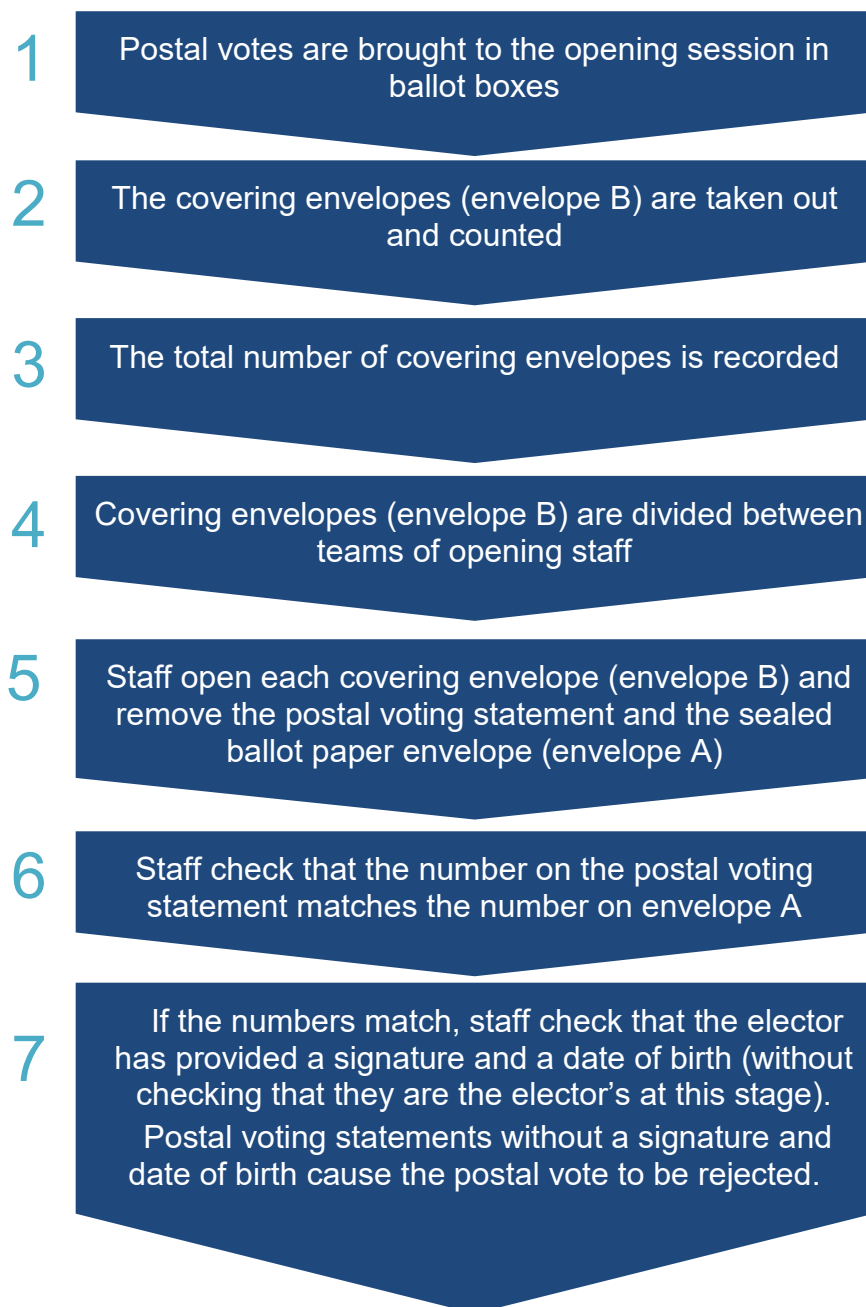 1
Postal votes are brought to the opening session in
ballot boxes
2
The covering envelopes (envelope B) are taken out
and counted
3
The total number of covering envelopes is recorded
4
Covering envelopes (envelope B) are divided between
teams of opening staff
5
Staff open each covering envelope (envelope B) and
remove the postal voting statement and the sealed
ballot paper envelope (envelope A)
6
Staff check that the number on the postal voting
statement matches the number on envelope A
7
If the numbers match, staff check that the elector
has provided a signature and a date of birth (without
checking that they are the elector’s at this stage).
Postal voting statements without a signature and
date of birth cause the postal vote to be rejected.